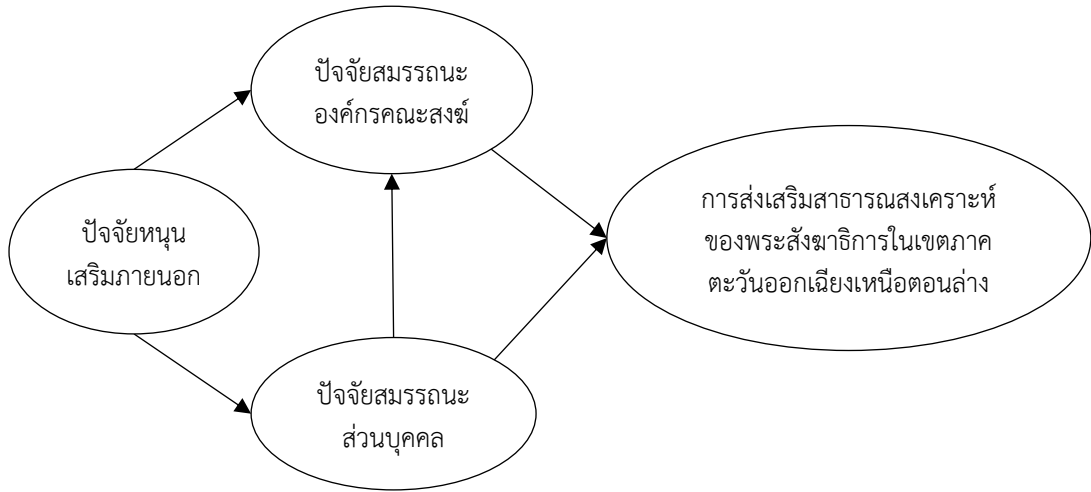 ปัจจัยสมรรถนะ
องค์กรคณะสงฆ์
ปัจจัยหนุน
เสริมภายนอก
การส่งเสริมสาธารณสงเคราะห์
ของพระสังฆาธิการในเขตภาค
ตะวันออกเฉียงเหนือตอนล่าง
ปัจจัยสมรรถนะ
ส่วนบุคคล